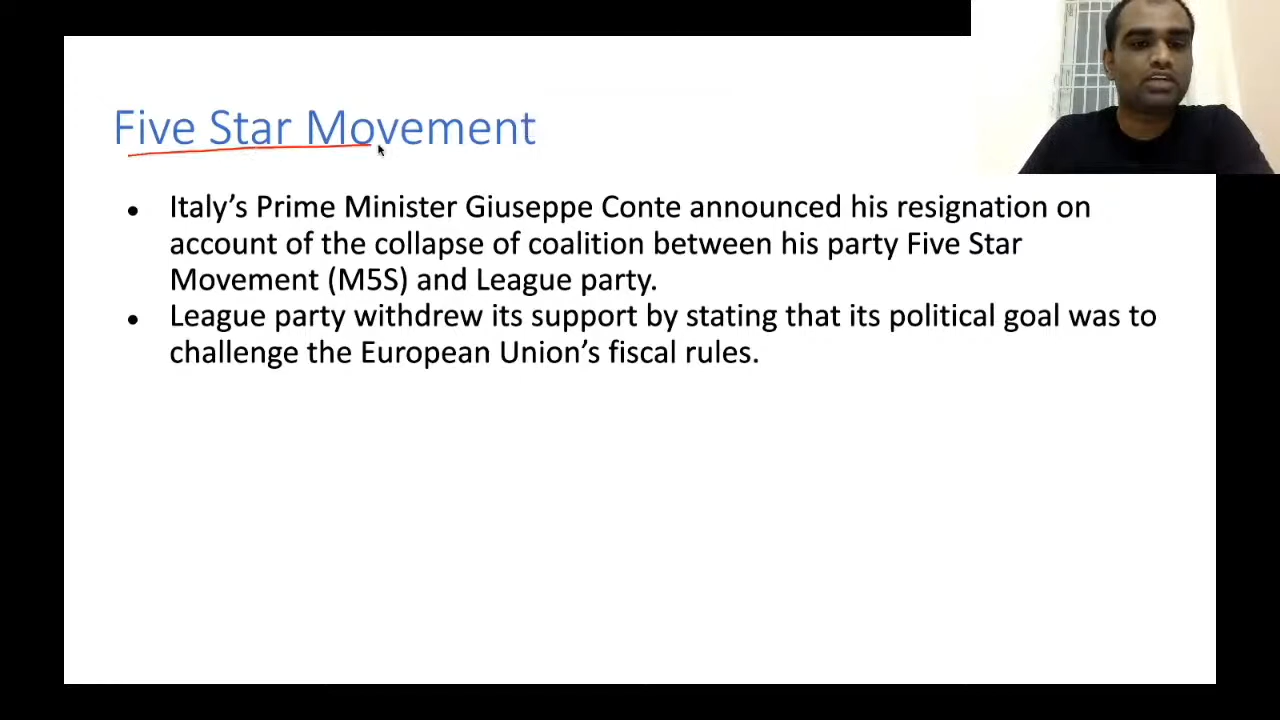 Five Star Movement
● Italy’s Prime Minister Giuseppe Conte announced his resignation on
account of the collapse of coalition between his party Five Star
Movement (M5S) and League party.
● League party withdrew its support by stating that its political goal was to
challenge the European Union’s fiscal rules.